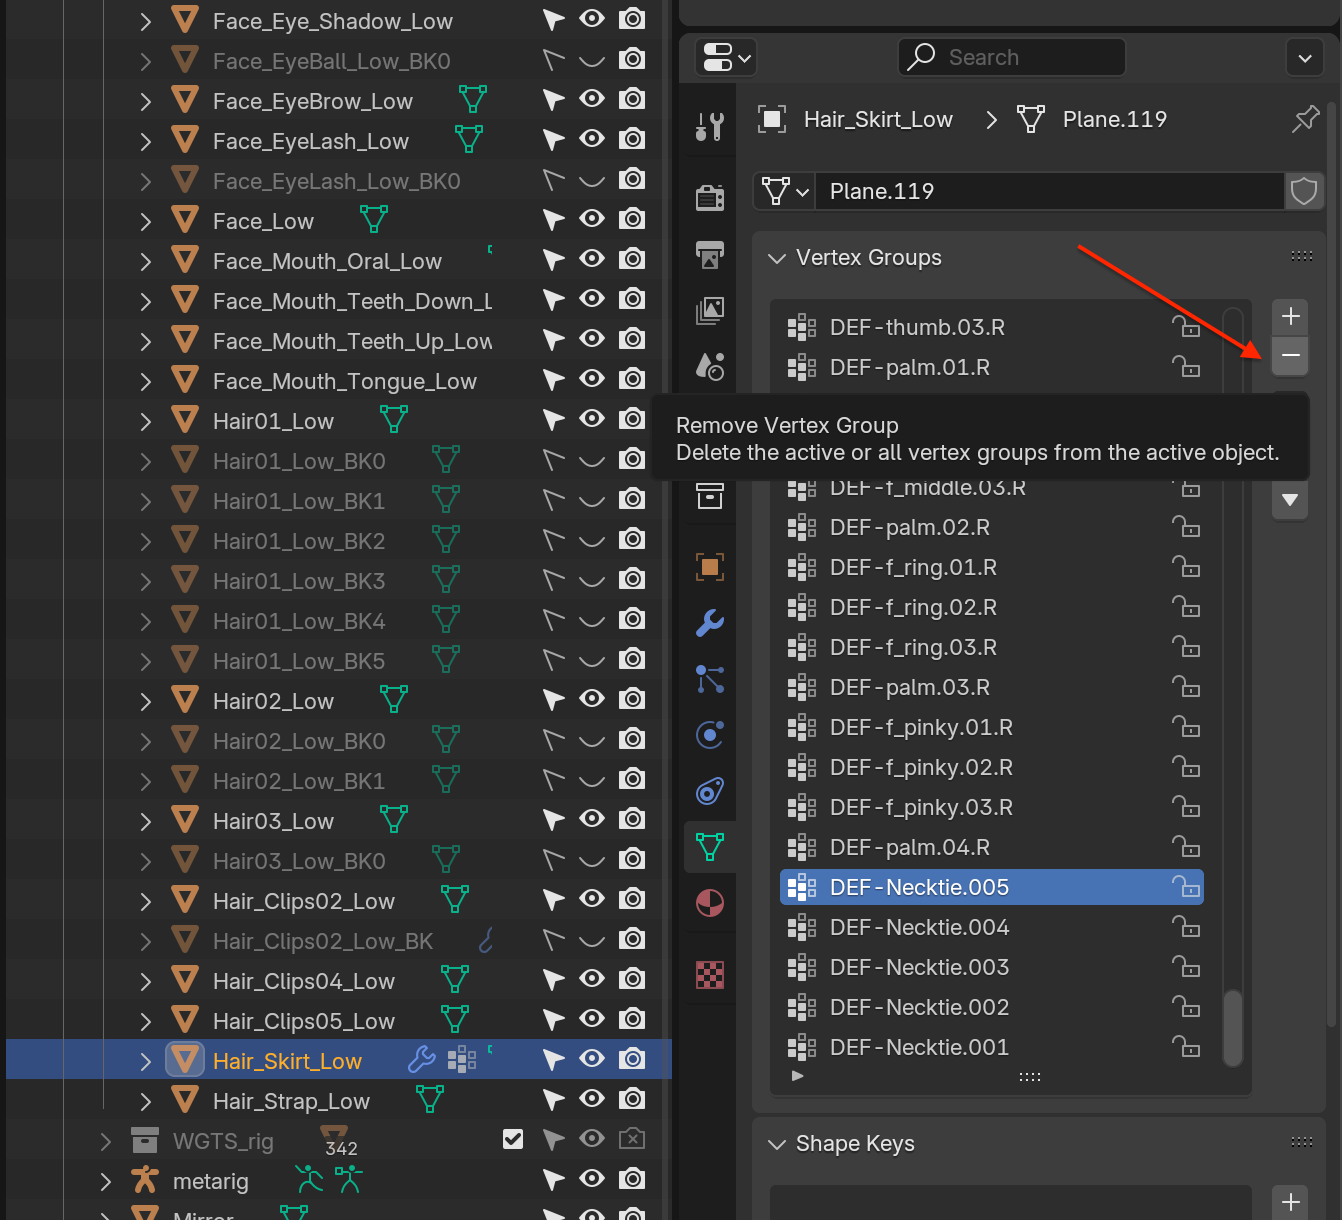 Face_Eye_Shadow_Low
Face_EyeBall_Low_BK0
Face_EyeBrow_Low
Face_EyeLash_Low
Face_EyeLash_Low_BK0
Face_Low
Face_Mouth_Oral_Low
Face_Mouth_Teeth_Down_L
Face_Mouth_Teeth_Up_Low
Face_Mouth_Tongue_Low
Hair01_Low
Hair01_Low_BK0
Hair01_Low_BK1
Hair01_Low_BK2
Hair01_Low_BK3
Hair01_Low_BK4
Hair01_Low_BK5
Hair02_Low
Hair02_Low_BK0
Hair02_Low_BK1
Hair03_Low
Hair03_Low_BK0
Hair_Clips02_Low
Hair_Clips02_Low_BK
Hair_Clips04_Low
Hair_Clips05_Low
Hair_Skirt_Low
Hair_Strap_Low
WGTS_rig 342
metarig
Mirror
Search
Hair_Skirt_Low > Plane.119
Plane.119
Vertex Groups
DEF-thumb.03.R
DEF-palm.01.R
Remove Vertex Group
Delete the active or all vertex groups from the active object.
DEF-f_middle.03.R
DEF-palm.02.R
DEF-f_ring.01.R
DEF-f_ring.02.R
DEF-f_ring.03.R
DEF-palm.03.R
DEF-f_pinky.01.R
DEF-f_pinky.02.R
DEF-f_pinky.03.R
DEF-palm.04.R
DEF-Necktie.005
DEF-Necktie.004
DEF-Necktie.003
DEF-Necktie.002
DEF-Necktie.001
Shape Keys